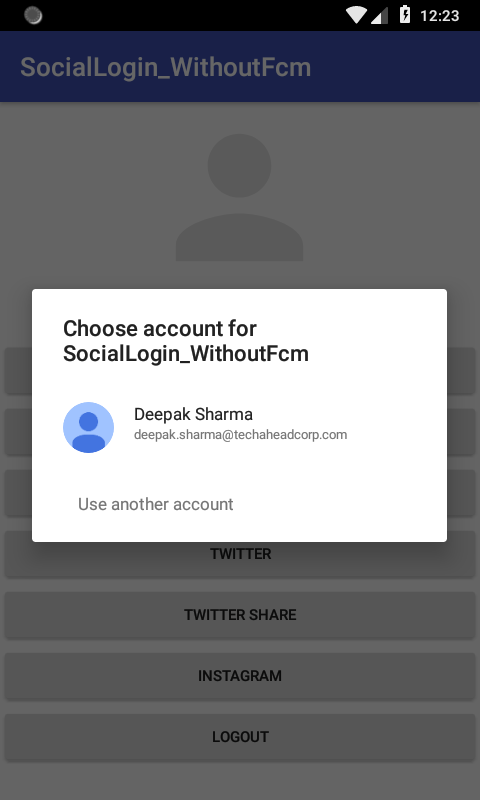 12:23
SocialLogin_WithoutFcm
Choose account for
SocialLogin_WithoutFcm
Deepak Sharma
deepak.sharma@techaheadcorp.com
Use another account
TWITTER
TWITTER SHARE
INSTAGRAM
LOGOUT